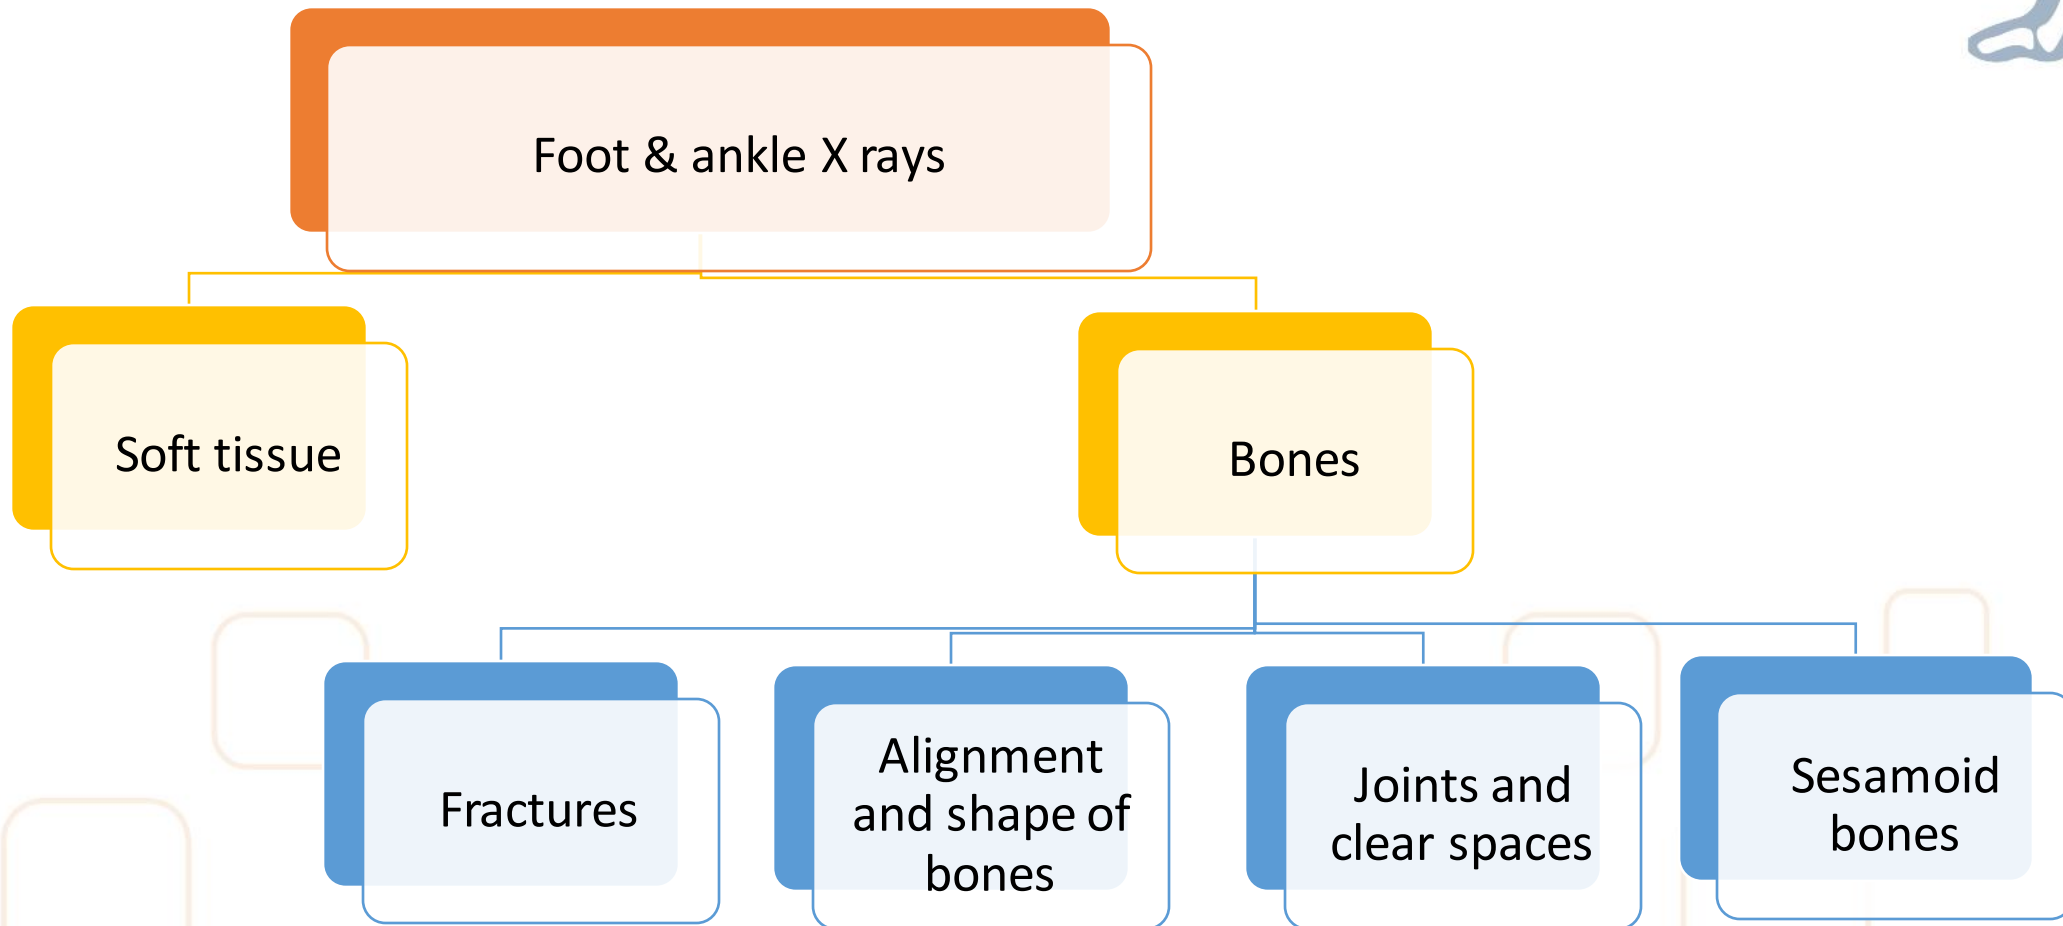 Foot & ankle X rays
Soft tissue
Bones
Fractures
Alignment
and shape of
bones
Joints and
clear spaces
Sesamoid
bones